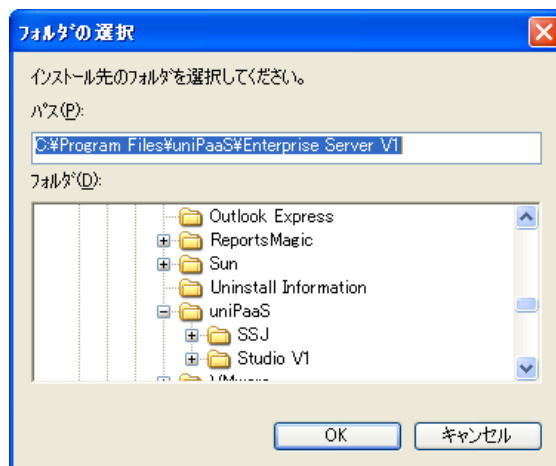 フォルダの選択
インストール先のフォルダを選択してください。
パス(P):
C:¥Program Files¥uniPaaS¥Enterprise Server V1
フォルダ(D):
Outlook Express
ReportsMagic
Sun
Uninstall Information
uniPaaS
SSJ
Studio V1
VMware
OK
キャンセル